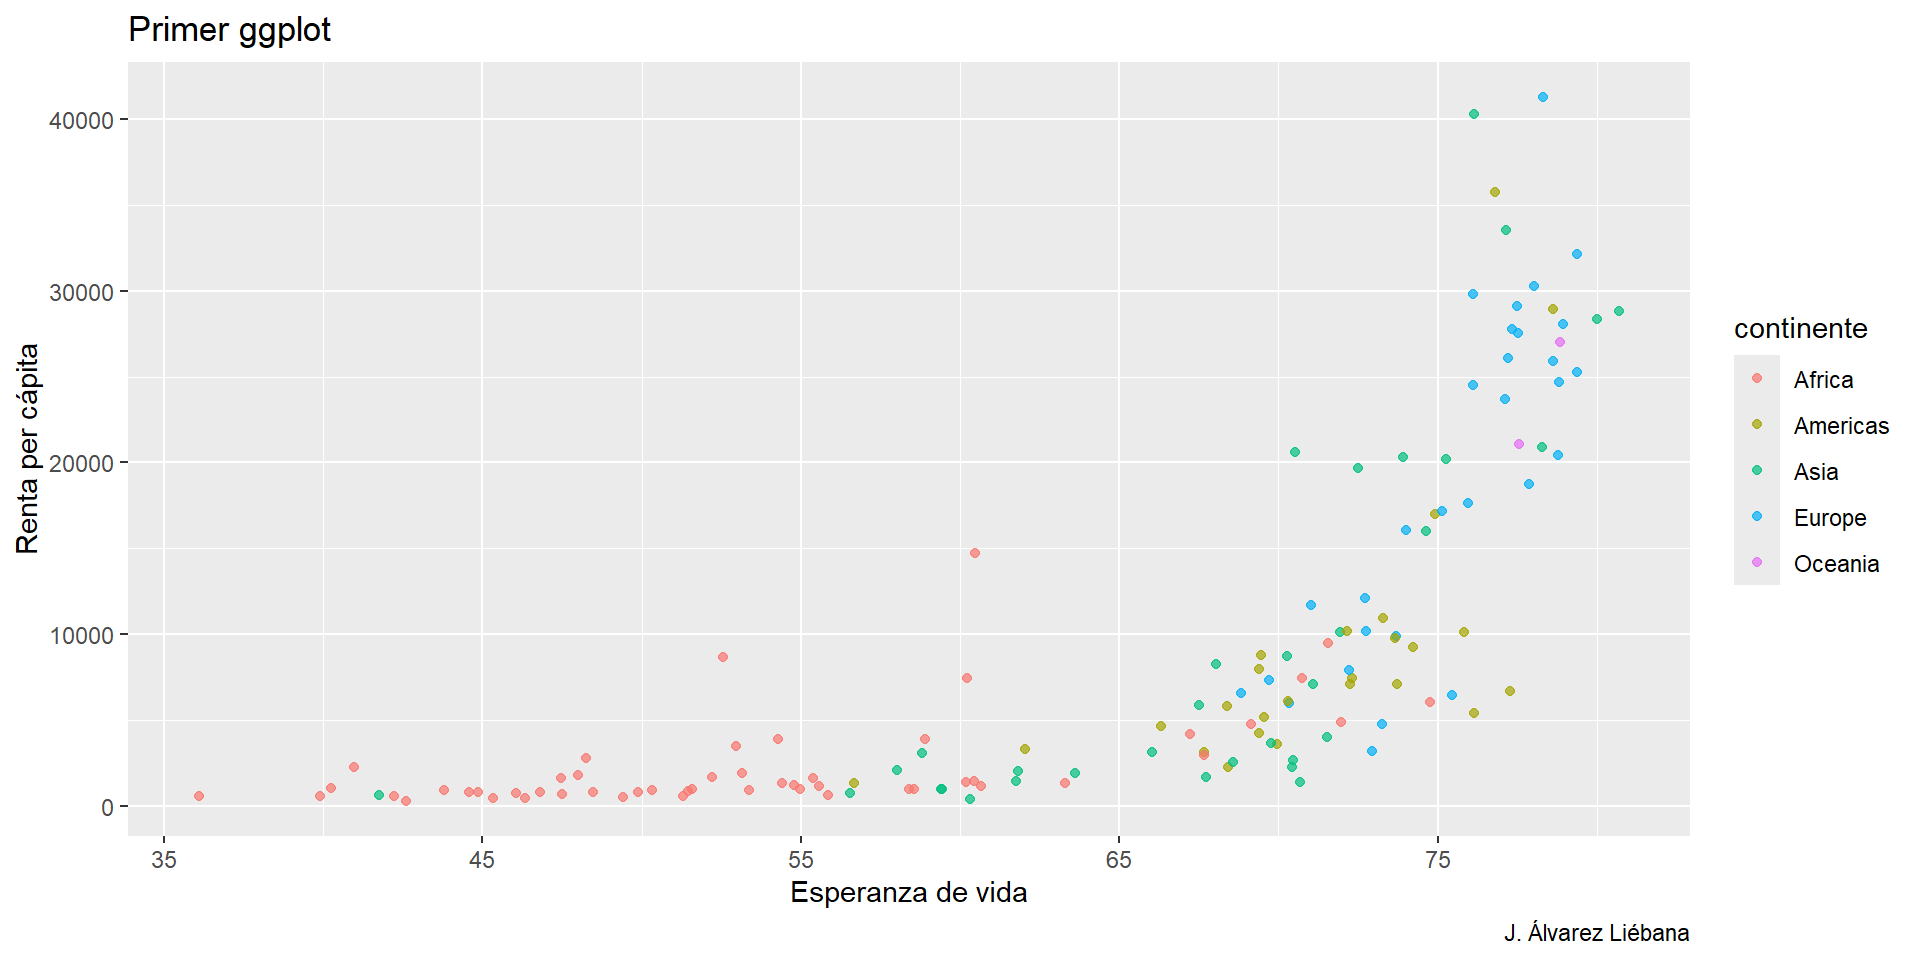 Primer ggplot
40000
30000
20000
10000
0
Renta per cápita
35 45 55 65 75
Esperanza de vida
continente
Africa
Americas
Asia
Europe
Oceania
J. Álvarez Liébana